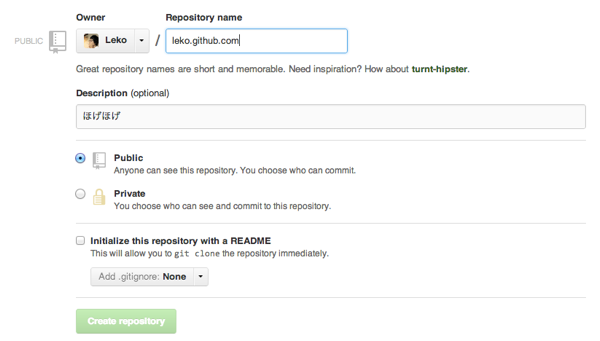 Owner Repository name
PUBLIC Leko / leko.github.com
Great repository names are short and memorable. Need inspiration? How about turnt-hipster.
Description (optional)
ほげほげ
Public
Anyone can see this repository. You choose who can commit.
Private
You choose who can see and commit to this repository.
Initialize this repository with a README
This will allow you to git clone the repository immediately.
Add .gitignore: None
Create repository